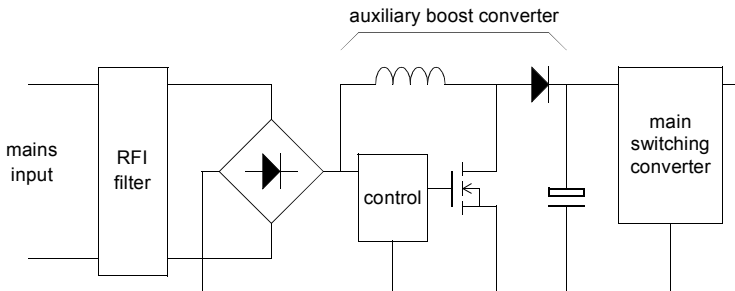 auxiliary boost converter
mains
input
RFI
filter
control
main
switching
converter